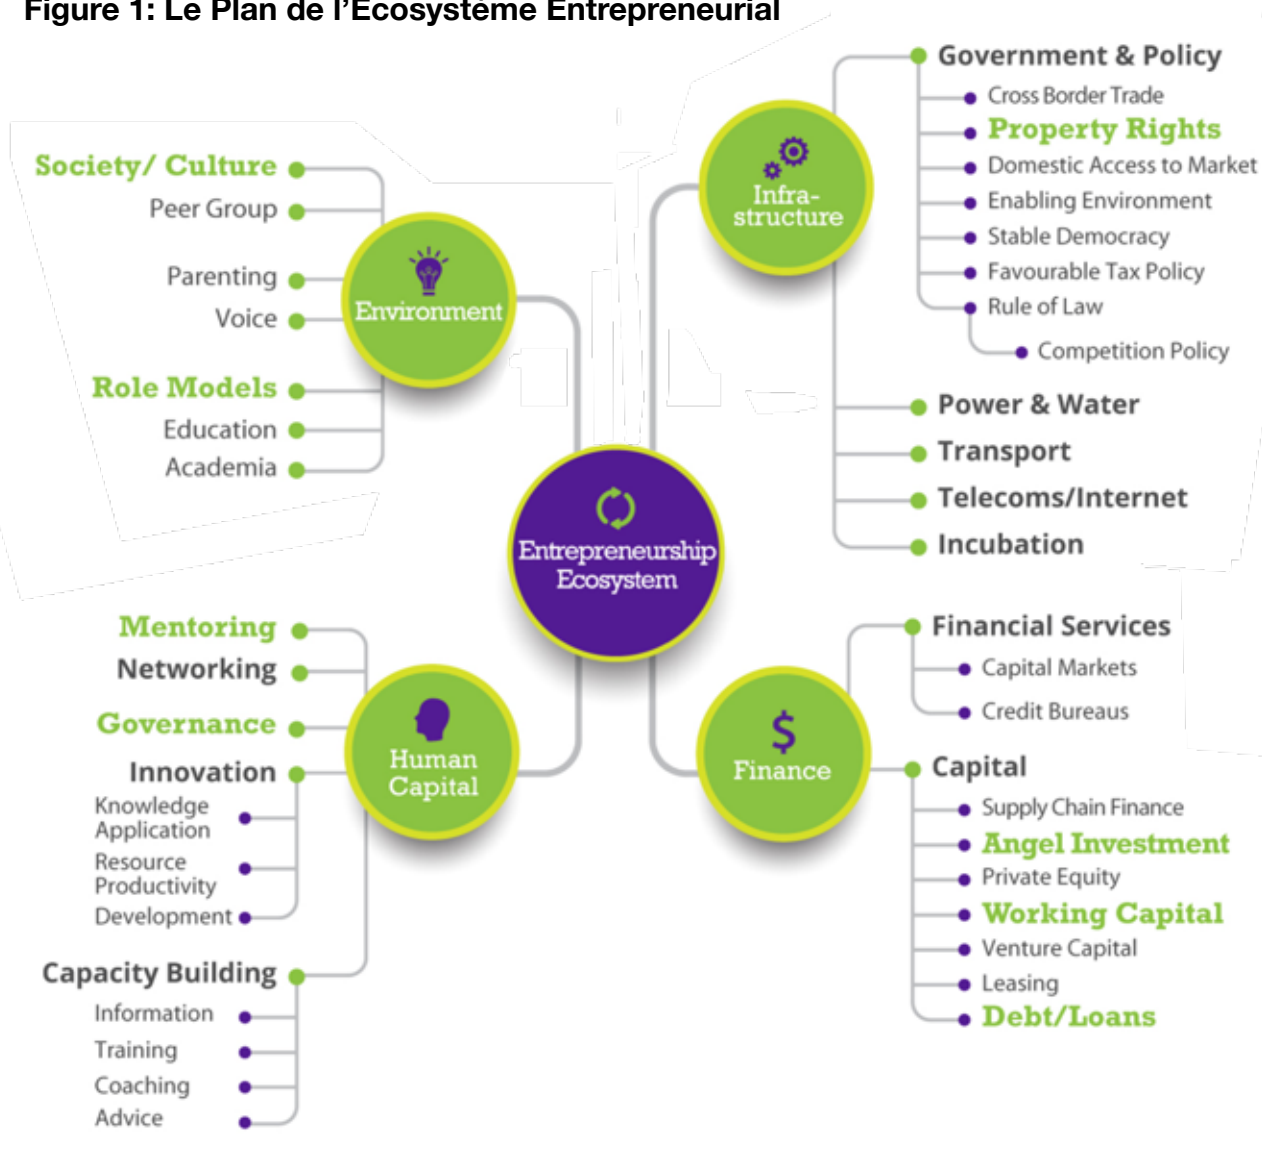 Figure 1: Le Plan de l'Ecosystème Entrepreneurial
Society/ Culture
Peer Group
Parenting
Voice
Role Models
Education
Academia
Environment
Infra-
structure
Government & Policy
Cross Border Trade
Property Rights
Domestic Access to Market
Enabling Environment
Stable Democracy
Favourable Tax Policy
Rule of Law
Competition Policy
Power & Water
Transport
Telecoms/Internet
Incubation
Entrepreneurship
Ecosystem
Mentoring
Networking
Governance
Innovation
Knowledge
Application
Resource
Productivity
Development
Capacity Building
Information
Training
Coaching
Advice
Human
Capital
$
Finance
Financial Services
Capital Markets
Credit Bureaus
Capital
Supply Chain Finance
Angel Investment
Private Equity
Working Capital
Venture Capital
Leasing
Debt/Loans